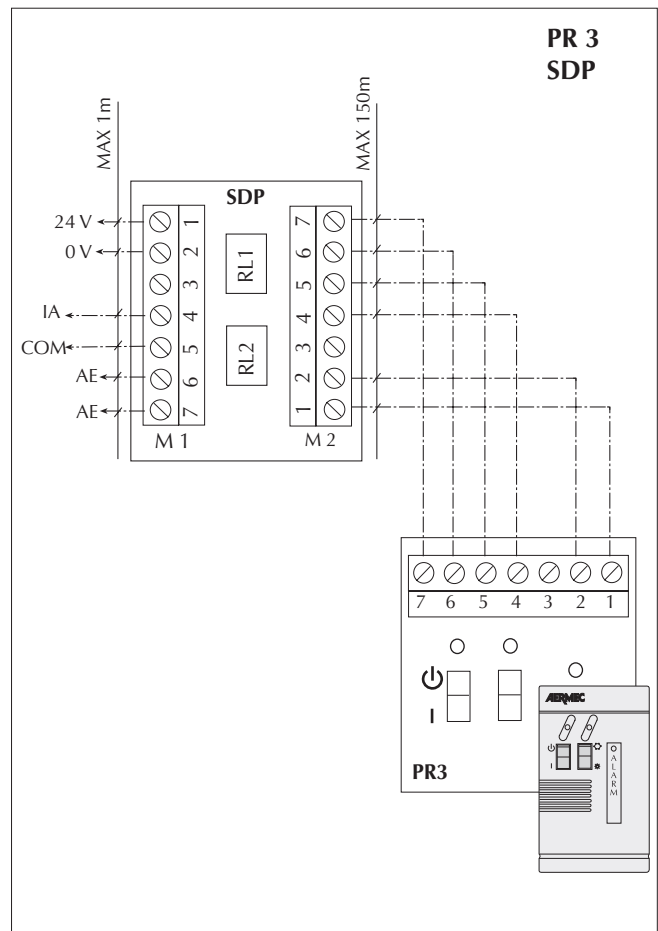 PR 3
SDP
MAX 1m
MAX 150m
SDP
24 V
0 V
IA
COM
AE
AE
1
2
3
4
5
6
7
RL1
RL2
7
6
5
4
3
2
1
M 1
M 2
7 6 5 4 3 2 1
I
PR3
AERMEC
I
ALARM